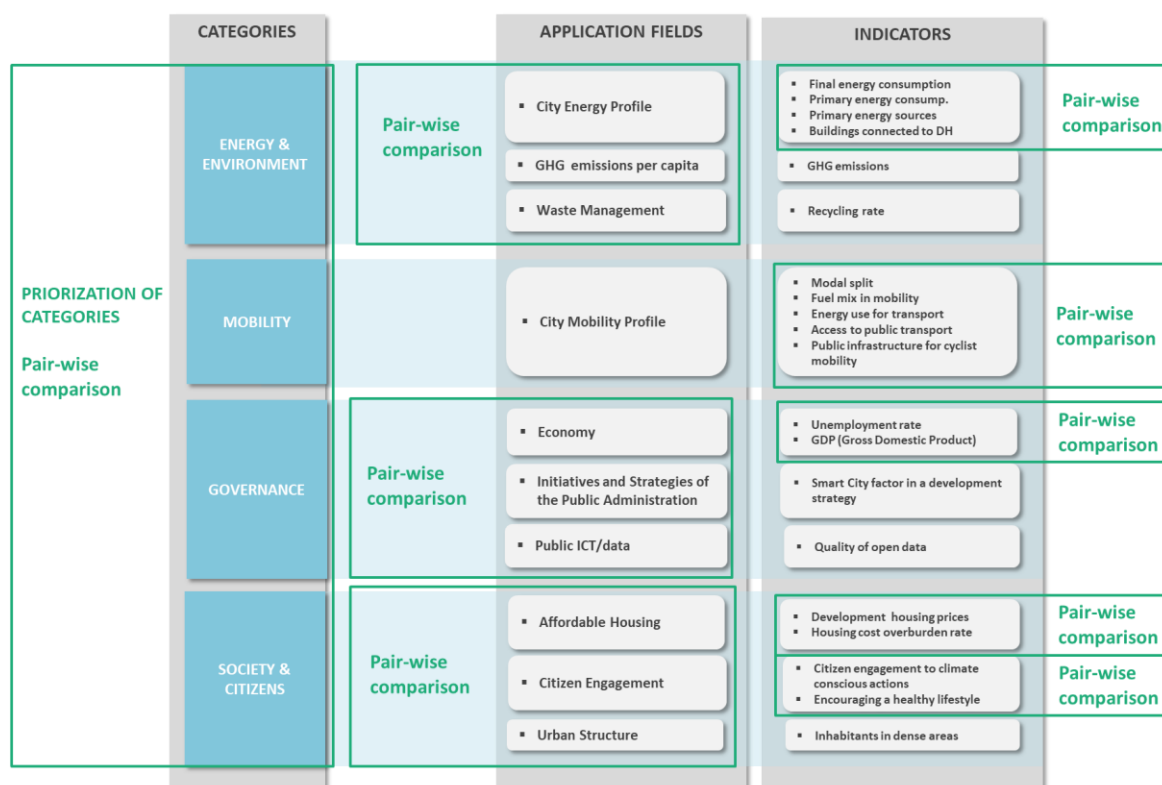 CATEGORIES
APPLICATION FIELDS
INDICATORS
PRIORIZATION OF
CATEGORIES
Pair-wise
comparison
ENERGY &
ENVIRONMENT
Pair-wise
comparison
▪ City Energy Profile
▪ GHG emissions per capita
▪ Waste Management
▪ Final energy consumption
▪ Primary energy consump.
▪ Primary energy sources
▪ Buildings connected to DH
Pair-wise
comparison
▪ GHG emissions
▪ Recycling rate
MOBILITY
▪ City Mobility Profile
▪ Modal split
▪ Fuel mix in mobility
▪ Energy use for transport
▪ Access to public transport
▪ Public infrastructure for cyclist
mobility
Pair-wise
comparison
GOVERNANCE
Pair-wise
comparison
▪ Economy
▪ Initiatives and Strategies of
the Public Administration
▪ Public ICT/data
▪ Unemployment rate
▪ GDP (Gross Domestic Product)
Pair-wise
comparison
▪ Smart City factor in a development
strategy
▪ Quality of open data
SOCIETY &
CITIZENS
Pair-wise
comparison
▪ Affordable Housing
▪ Citizen Engagement
▪ Urban Structure
▪ Development housing prices
▪ Housing cost overburden rate
Pair-wise
comparison
▪ Citizen engagement to climate
conscious actions
▪ Encouraging a healthy lifestyle
Pair-wise
comparison
▪ Inhabitants in dense areas